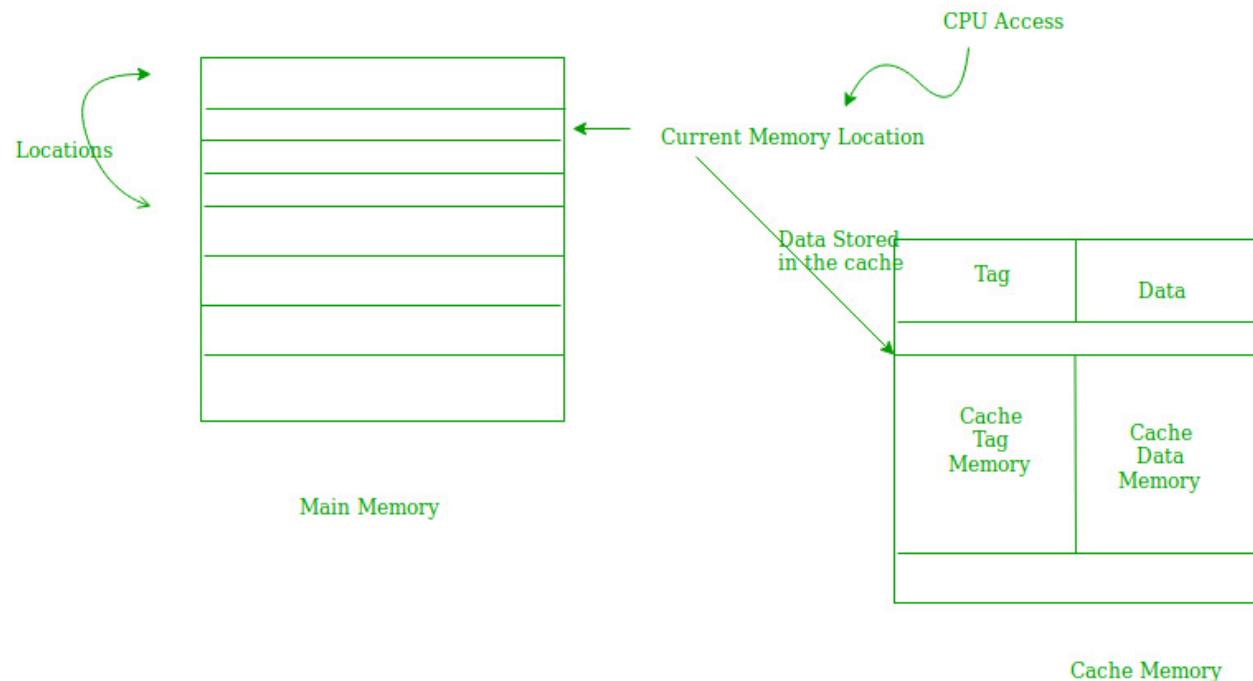 CPU Access
Locations
Current Memory Location
Data Stored
in the cache
Tag
Data
Cache
Tag
Memory
Cache
Data
Memory
Main Memory
Cache Memory